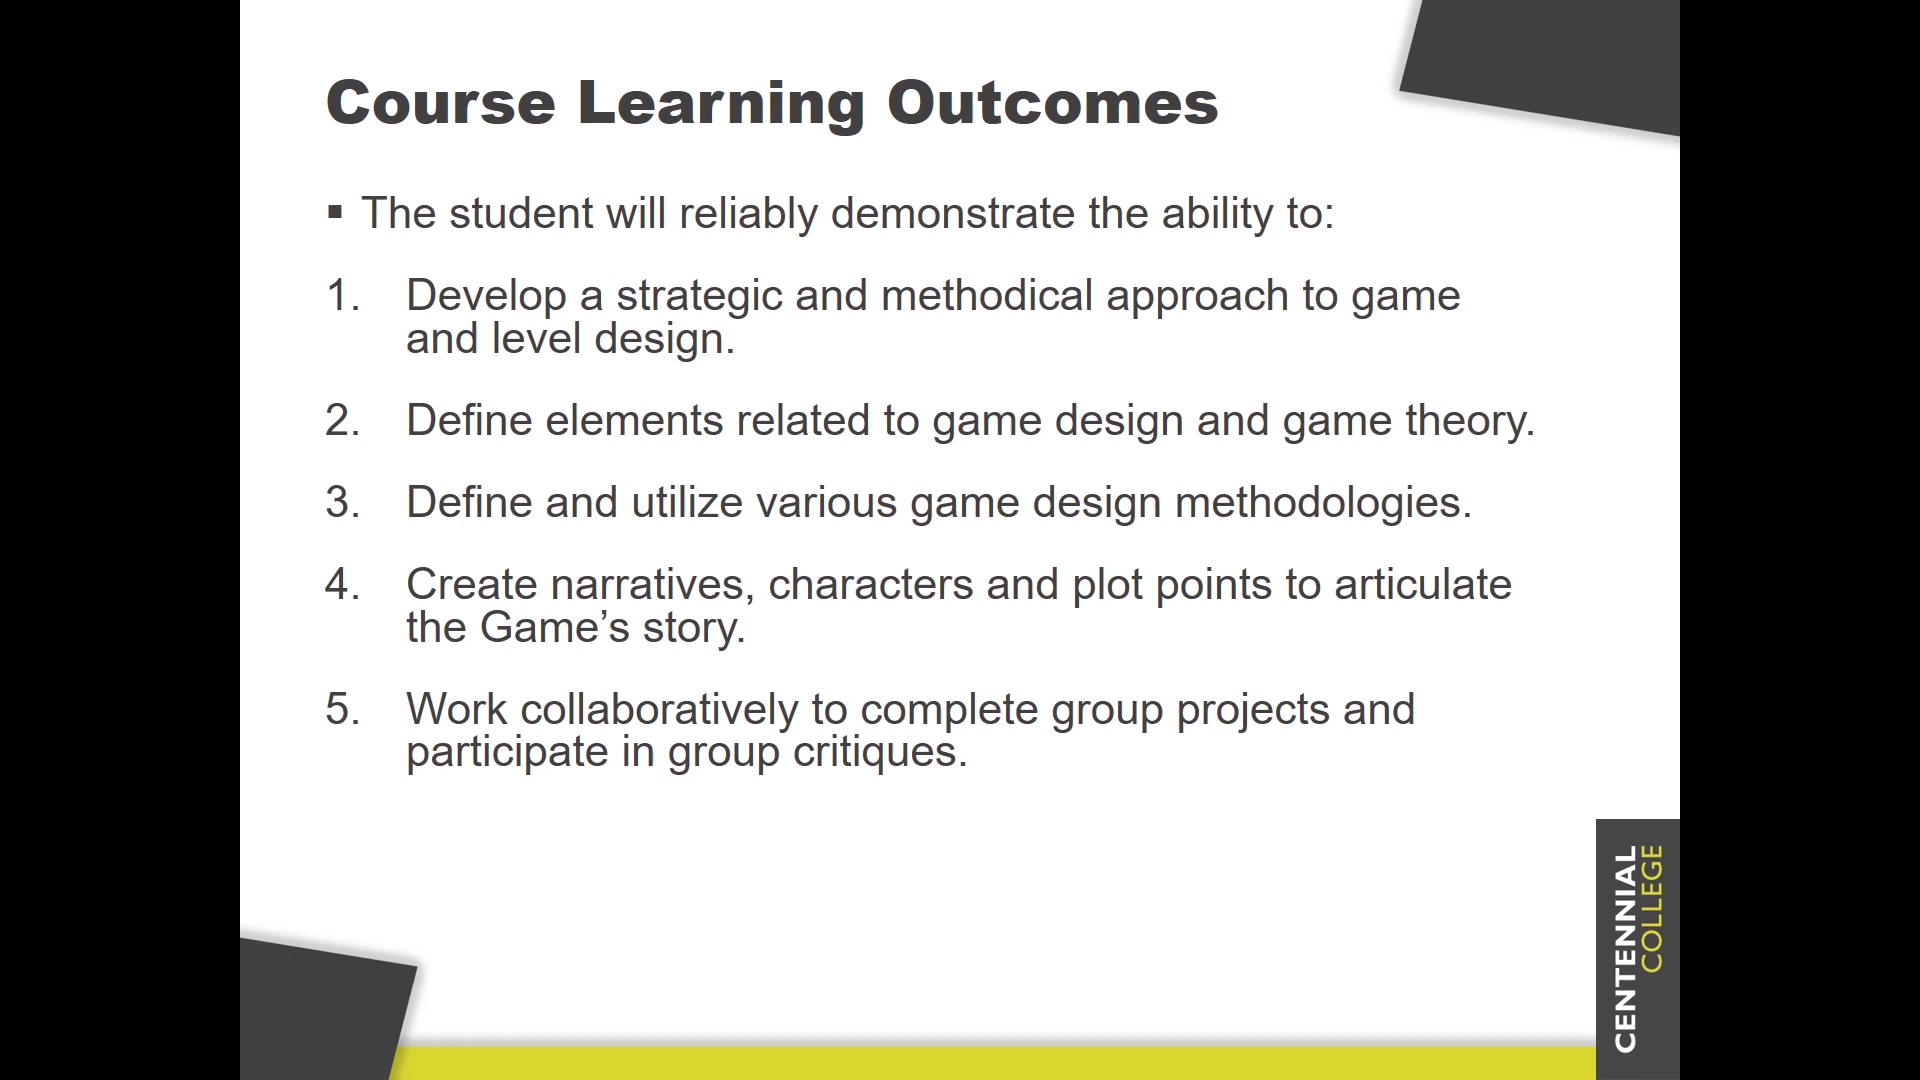 Course Learning Outcomes
▪ The student will reliably demonstrate the ability to:
1. Develop a strategic and methodical approach to game
and level design.
2. Define elements related to game design and game theory.
3. Define and utilize various game design methodologies.
4. Create narratives, characters and plot points to articulate
the Game’s story.
5. Work collaboratively to complete group projects and
participate in group critiques.
CENTENNIAL
COLLEGE